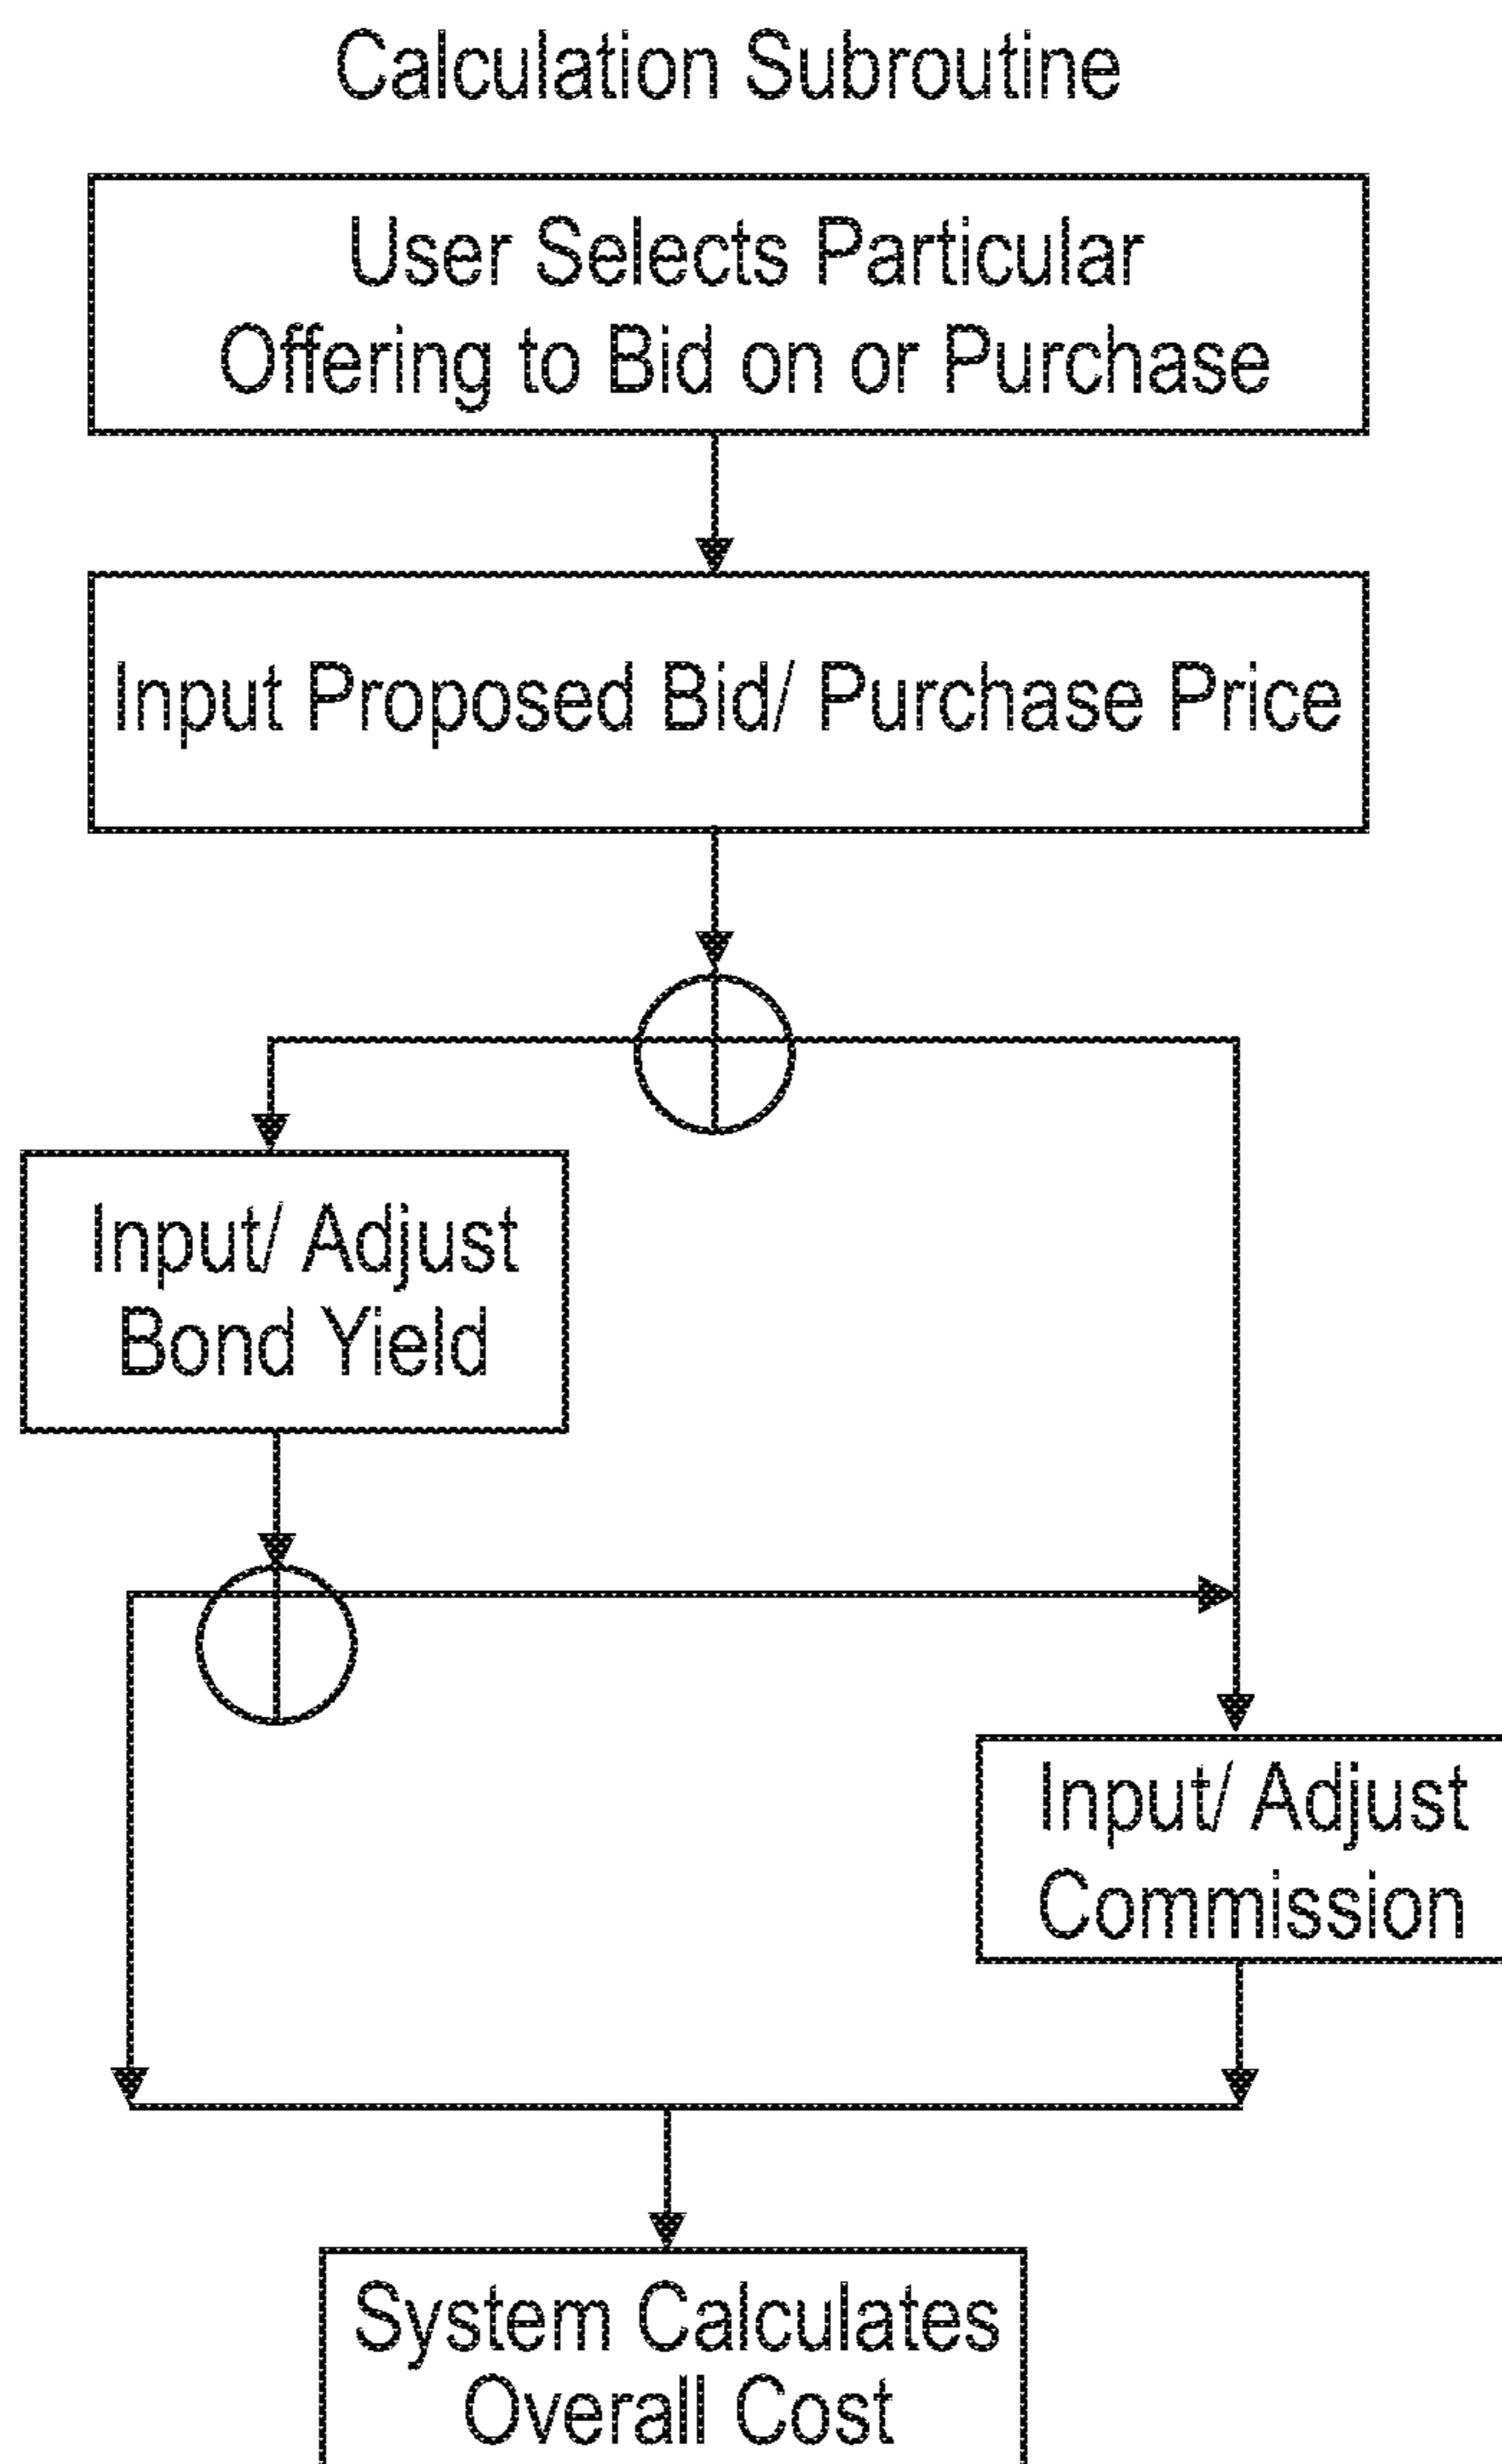 Calculation Subroutine
User Selects Particular
Offering to Bid on or Purchase
Input Proposed Bid/ Purchase Price
Input/ Adjust
Bond Yield
Input/ Adjust
Commission
System Calculates
Overall Cost